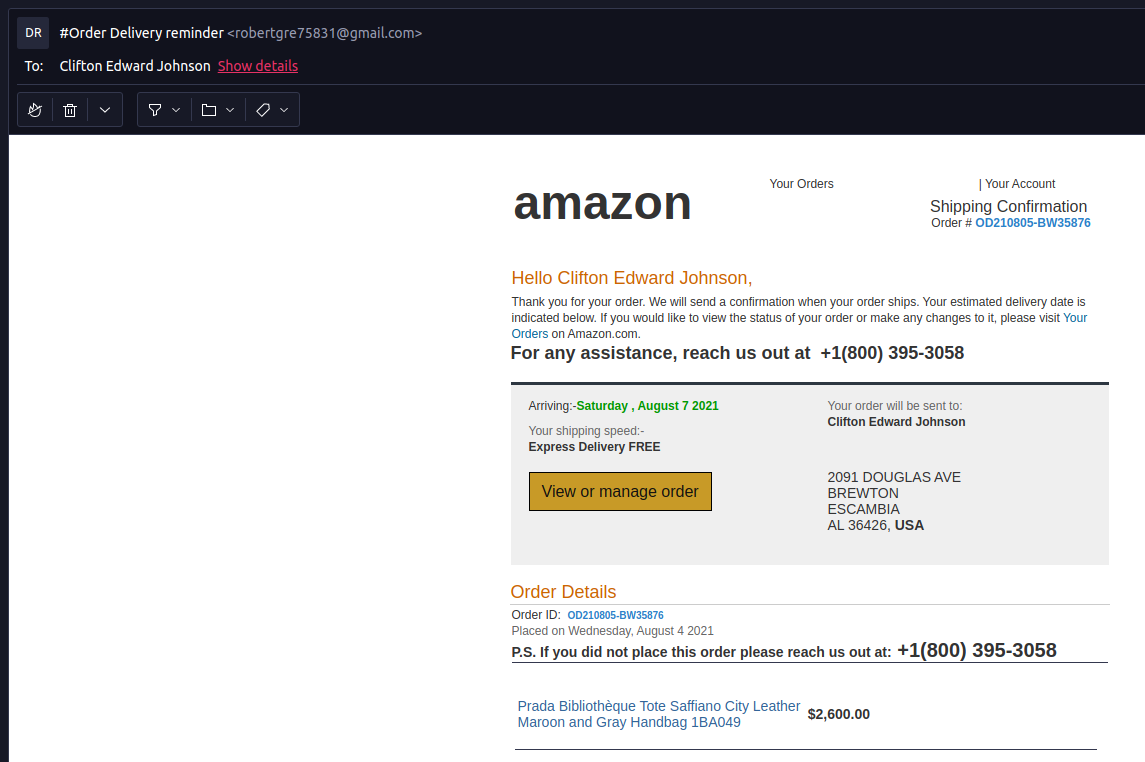 DR
#Order Delivery reminder <robertgre75831@gmail.com>
To: Clifton Edward Johnson Show details
amazon
Your Orders
| Your Account
Shipping Confirmation
Order # OD210805-BW35876
Hello Clifton Edward Johnson,
Thank you for your order. We will send a confirmation when your order ships. Your estimated delivery date is
indicated below. If you would like to view the status of your order or make any changes to it, please visit Your
Orders on Amazon.com.
For any assistance, reach us out at +1(800) 395-3058
Arriving:-Saturday , August 7 2021
Your shipping speed:-
Express Delivery FREE
View or manage order
Your order will be sent to:
Clifton Edward Johnson
2091 DOUGLAS AVE
BREWTON
ESCAMBIA
AL 36426, USA
Order Details
Order ID: OD210805-BW35876
Placed on Wednesday, August 4 2021
P.S. If you did not place this order please reach us out at: +1(800) 395-3058
Prada Bibliothèque Tote Saffiano City Leather
Maroon and Gray Handbag 1BA049
$2,600.00